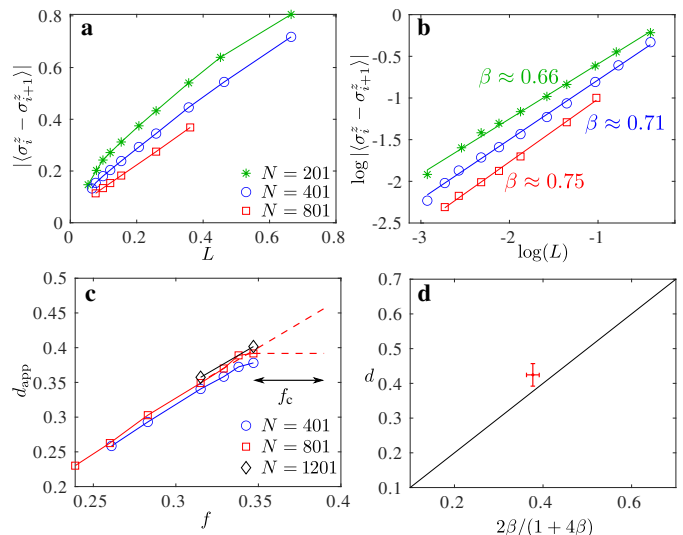 a
0.8
0.6
0.4
0.2
0
0 0.2 0.4 0.6 0.8
L
|⟨σ_i^z − σ_{i+1}^z⟩|
N = 201
N = 401
N = 801
b
0
-0.5
-1
-1.5
-2
-2.5
-3 -2 -1
log(L)
log|⟨σ_i^z − σ_{i+1}^z⟩|
β ≈ 0.66
β ≈ 0.71
β ≈ 0.75
c
0.5
0.45
0.4
0.35
0.3
0.25
0.2
0.25 0.3 0.35 0.4
f
d_app
f_c
N = 401
N = 801
N = 1201
d
0.7
0.6
0.5
0.4
0.3
0.2
0.1
0.2 0.4 0.6
2β/(1 + 4β)
d